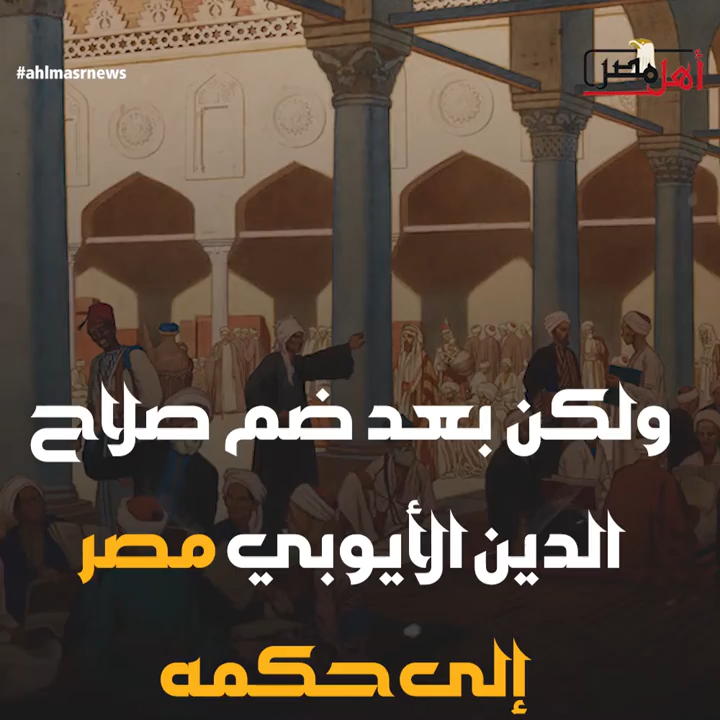 #ahlmasrnews
أهل مصر
ولكن بعد ضم صلاح
الدين الأيوبي مصر
إلى حكمه